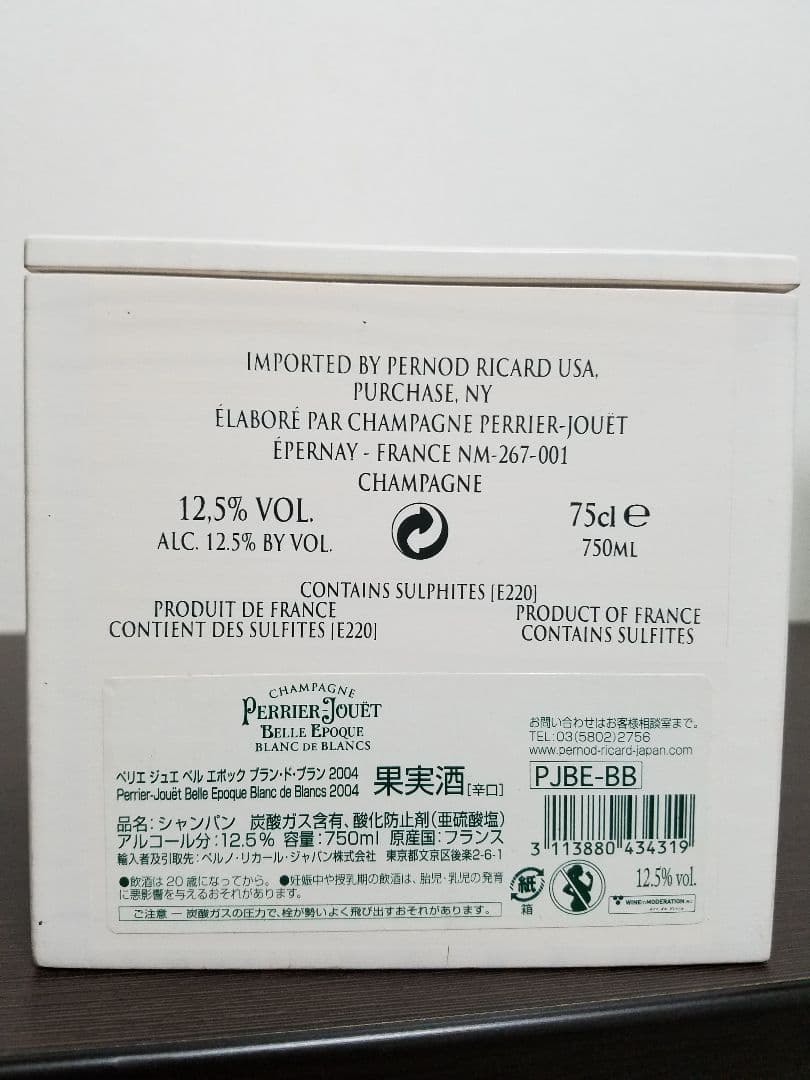 IMPORTED BY PERNOD RICARD USA,
PURCHASE, NY
ÉLABORÉ PAR CHAMPAGNE PERRIER-JOUËT
ÉPERNAY - FRANCE NM-267-001
CHAMPAGNE
12,5% VOL.
ALC. 12.5% BY VOL.
75cl e
750ML
CONTAINS SULPHITES [E220]
PRODUIT DE FRANCE
CONTIENT DES SULFITES [E220]
PRODUCT OF FRANCE
CONTAINS SULFITES
CHAMPAGNE
PERRIER-JOUËT
BELLE EPOQUE
BLANC DE BLANCS
ペリエ ジュエ ベル エポック ブラン・ド・ブラン 2004
Perrier-Jouët Belle Epoque Blanc de Blancs 2004
果実酒[辛口]
品名:シャンパン 炭酸ガス含有、酸化防止剤(亜硫酸塩)
アルコール分:12.5% 容量:750ml 原産国:フランス
輸入者及引取先:ペルノ・リカール・ジャパン株式会社 東京都文京区後楽2-6-1
●飲酒は20歳になってから。 ●妊娠中や授乳期の飲酒は、胎児・乳児の発育
に悪影響を与えるおそれがあります。
ご注意 ― 炭酸ガスの圧力で、栓が勢いよく飛び出すおそれがあります。
お問い合わせはお客様相談室まで。
TEL:03(5802)2756
www.pernod-ricard-japan.com
PJBE-BB
3 113880 434319
紙
箱
12.5% vol.
WINE in MODERATION